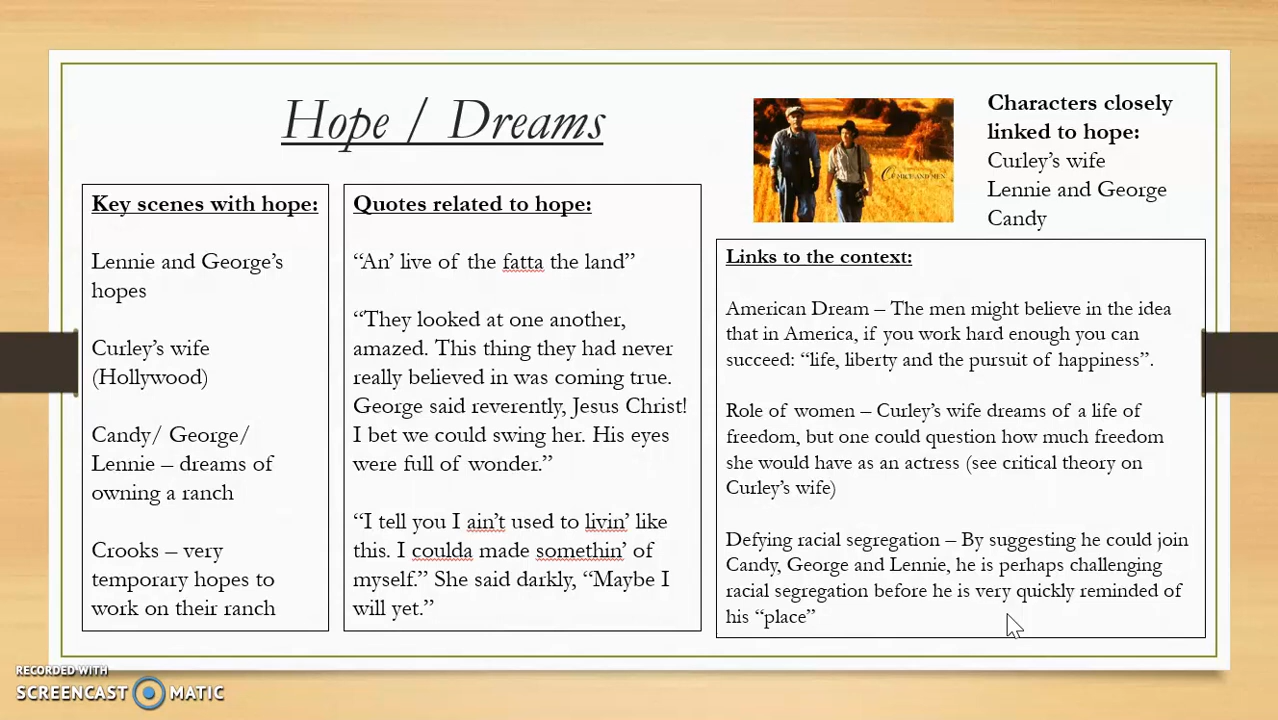 Hope / Dreams
Characters closely
linked to hope:
Curley’s wife
Lennie and George
Candy
OF MICE AND MEN
Key scenes with hope:
Lennie and George’s
hopes
Curley’s wife
(Hollywood)
Candy/ George/
Lennie – dreams of
owning a ranch
Crooks – very
temporary hopes to
work on their ranch
Quotes related to hope:
“An’ live of the fatta the land”
“They looked at one another,
amazed. This thing they had never
really believed in was coming true.
George said reverently, Jesus Christ!
I bet we could swing her. His eyes
were full of wonder.”
“I tell you I ain’t used to livin’ like
this. I coulda made somethin’ of
myself.” She said darkly, “Maybe I
will yet.”
Links to the context:
American Dream – The men might believe in the idea
that in America, if you work hard enough you can
succeed: “life, liberty and the pursuit of happiness”.
Role of women – Curley’s wife dreams of a life of
freedom, but one could question how much freedom
she would have as an actress (see critical theory on
Curley’s wife)
Defying racial segregation – By suggesting he could join
Candy, George and Lennie, he is perhaps challenging
racial segregation before he is very quickly reminded of
his “place”
RECORDED WITH
SCREENCAST MATIC